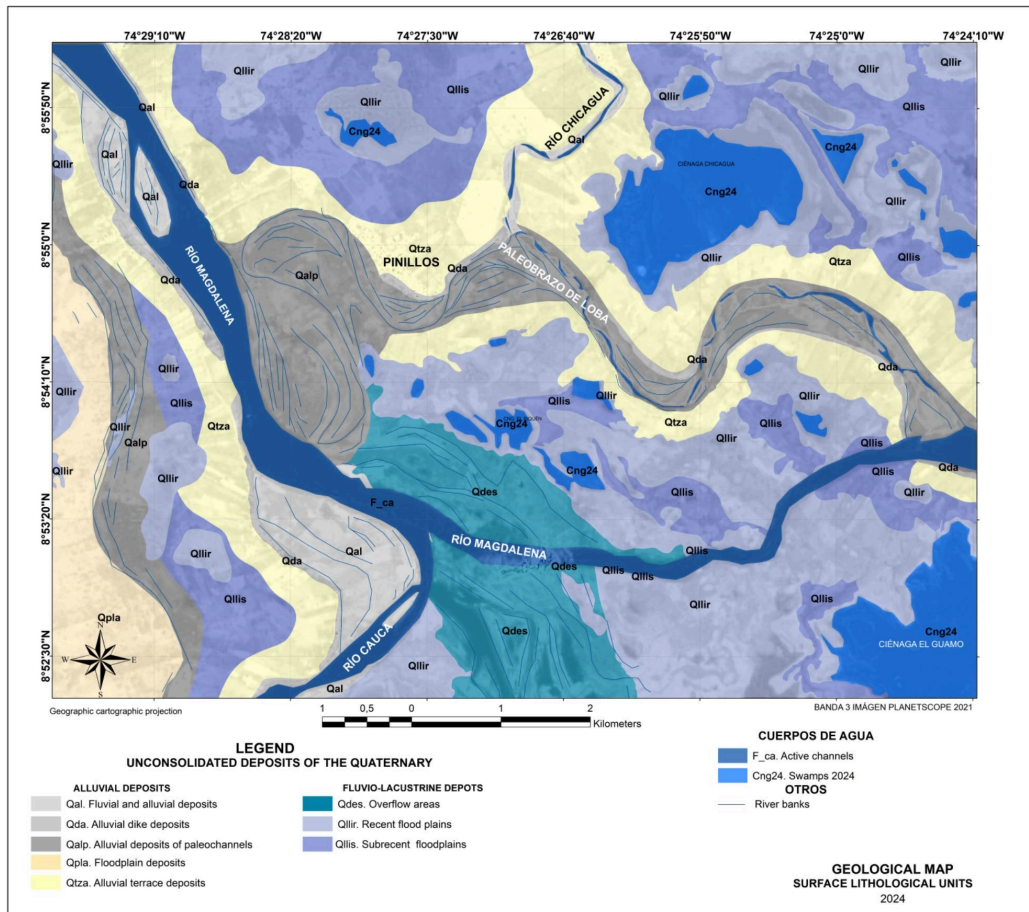 74°29'10"W 74°28'20"W 74°27'30"W 74°26'40"W 74°25'50"W 74°25'0"W 74°24'10"W
8°55'50"N
8°55'0"N
8°54'10"N
8°53'20"N
8°52'30"N
Qllir
Qllis
Qllir
Cng24
Qal
RÍO CHICAGUA
Qal
Qllir
Qllir
Qllis
Cng24
CIÉNAGA CHICAGUA
Cng24
Qllir
Qal
Qllir
Qal
Qda
RÍO MAGDALENA
Qda
Qalp
Qtza
PINILLOS
Qda
PALEOBRAZO DE LOBA
Qllir
Qtza
Qllis
Qllir
Qllir
Qllis
Qllir
Qalp
Qtza
Qllir
Qllir
Qda
Qda
Qllis
Qllir
Cng24
Qtza
Qllir
Qllis
Qllir
Qllis
Cng24
Qllis
Qllis
Qda
Qllir
Qdes
F_ca
RÍO MAGDALENA
Qal
Qda
Qllir
Qllis
Qdes
Qllis
Qllis
Qllis
Qllir
Qllis
Qpla
N
W E
S
Qdes
RÍO CAUCA
Qllir
Qal
Cng24
CIÉNAGA EL GUAMO
Geographic cartographic projection
1 0,5 0 1 2
Kilometers
BANDA 3 IMÁGEN PLANETSCOPE 2021
LEGEND
UNCONSOLIDATED DEPOSITS OF THE QUATERNARY
ALLUVIAL DEPOSITS
Qal. Fluvial and alluvial deposits
Qda. Alluvial dike deposits
Qalp. Alluvial deposits of paleochannels
Qpla. Floodplain deposits
Qtza. Alluvial terrace deposits
FLUVIO-LACUSTRINE DEPOTS
Qdes. Overflow areas
Qllir. Recent flood plains
Qllis. Subrecent floodplains
CUERPOS DE AGUA
F_ca. Active channels
Cng24. Swamps 2024
OTROS
River banks
GEOLOGICAL MAP
SURFACE LITHOLOGICAL UNITS
2024